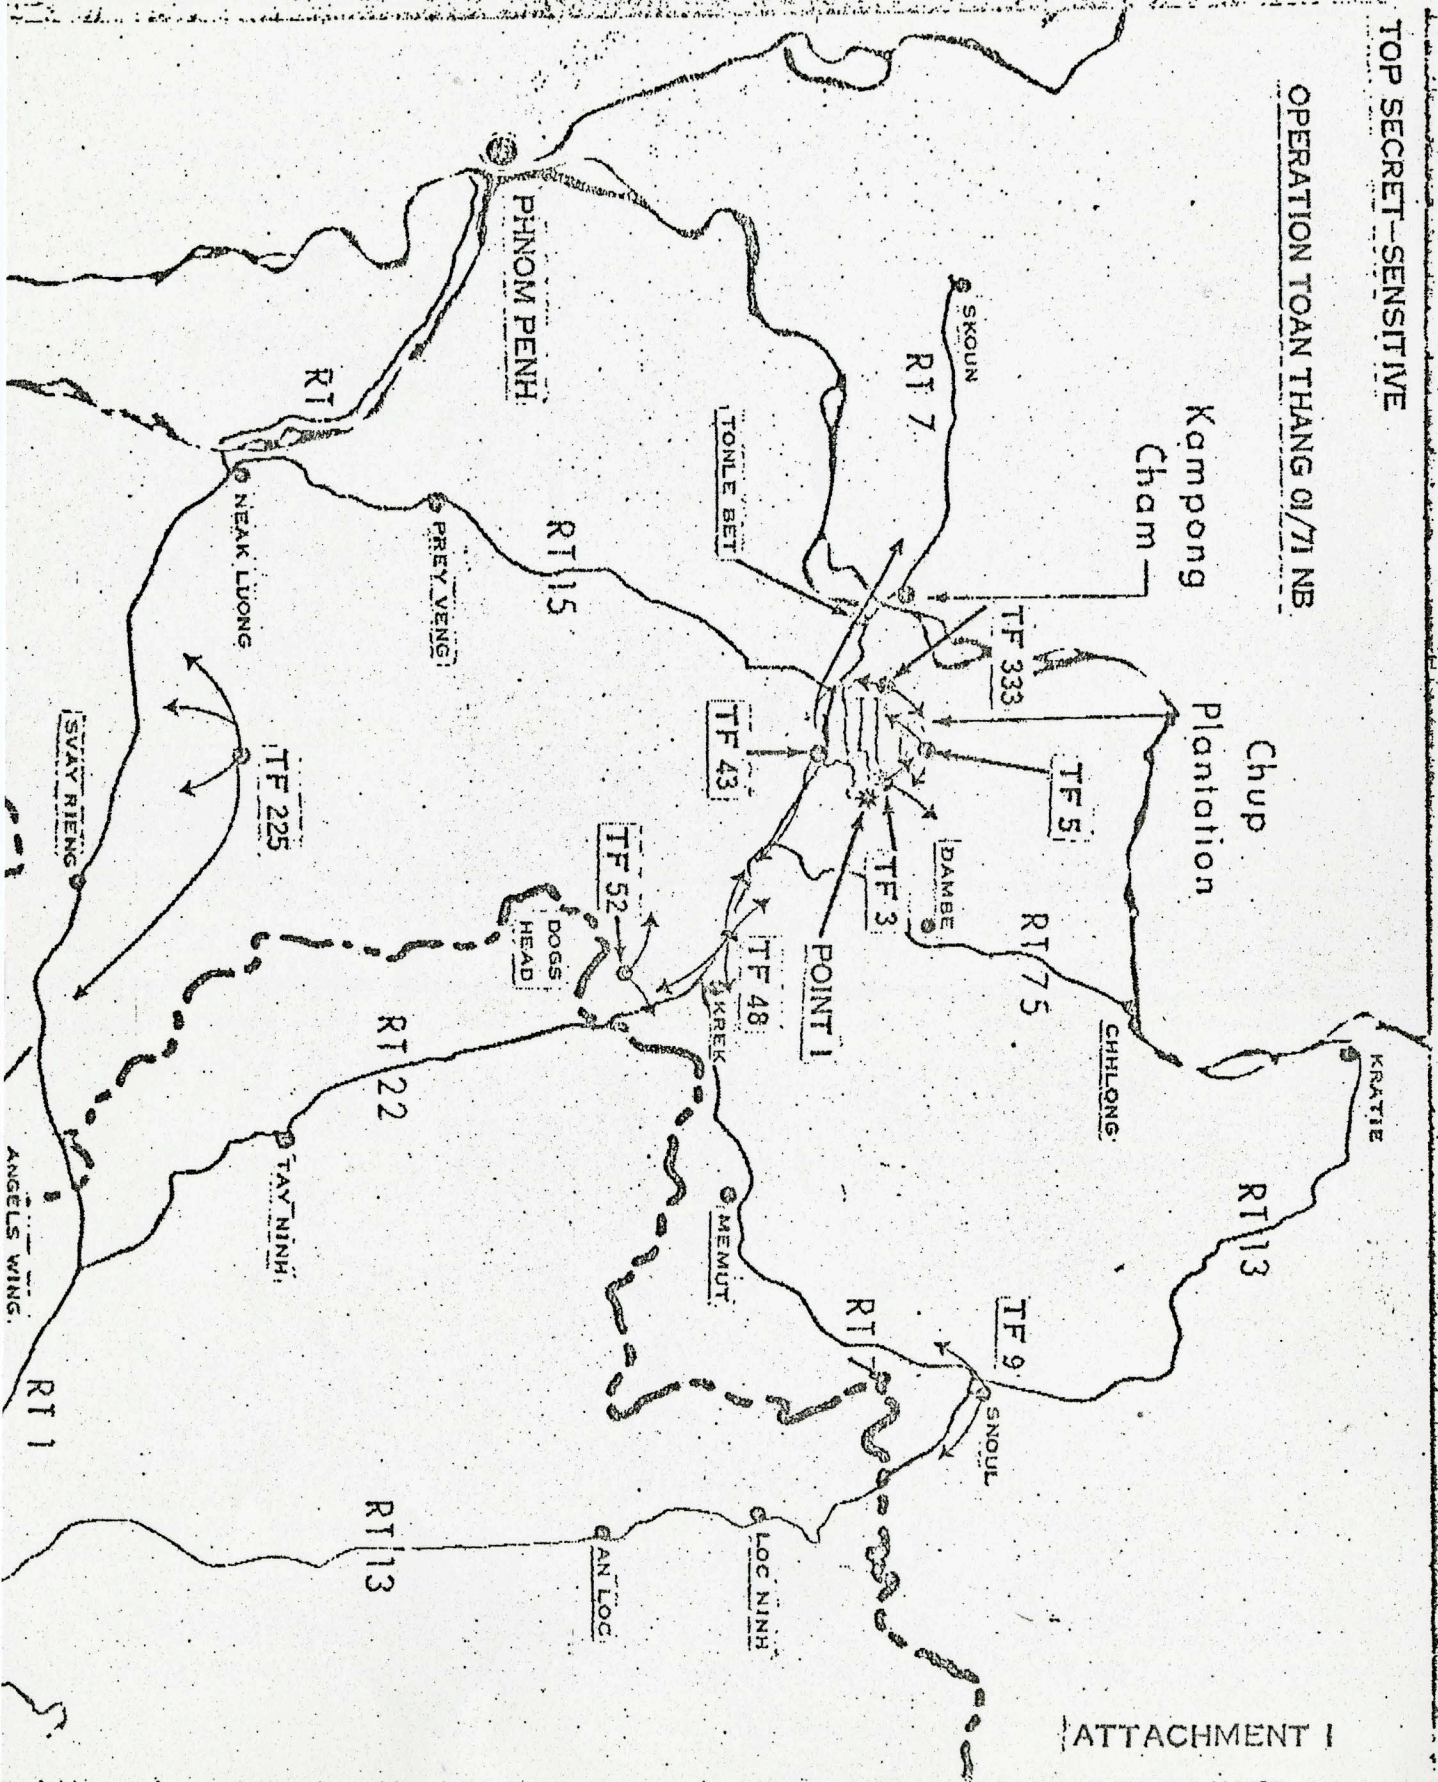 TOP SECRET-SENSITIVE
OPERATION TOAN THANG 01/71 NB
KRATIE
Kampong
Cham
Chup
Plantation
RT 13
CHHLONG
RT 75
SKOUN
RT 7
TF 333
TF 5
DAMBE
TF 9
SNOUL
TONLE BET
TF 3
POINT 1
RT
TF 43
TF 48
KREK
MEMUT
LOC NINH
PHNOM PENH
RT 15
TF 52
DOGS
HEAD
AN LOC
PREY VENG
RT
RT 22
RT 13
NEAK LUONG
TF 225
TAY NINH
SVAY RIENG
ANGELS WING
RT 1
ATTACHMENT 1